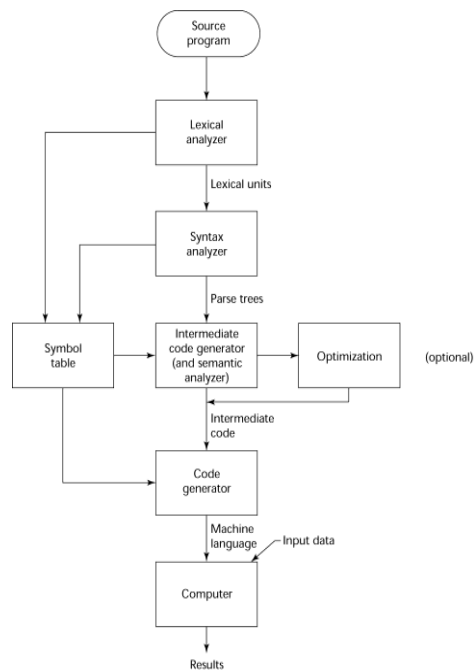 Source
program
Lexical
analyzer
Lexical units
Syntax
analyzer
Parse trees
Symbol
table
Intermediate
code generator
(and semantic
analyzer)
Optimization
(optional)
Intermediate
code
Code
generator
Machine
language
Input data
Computer
Results